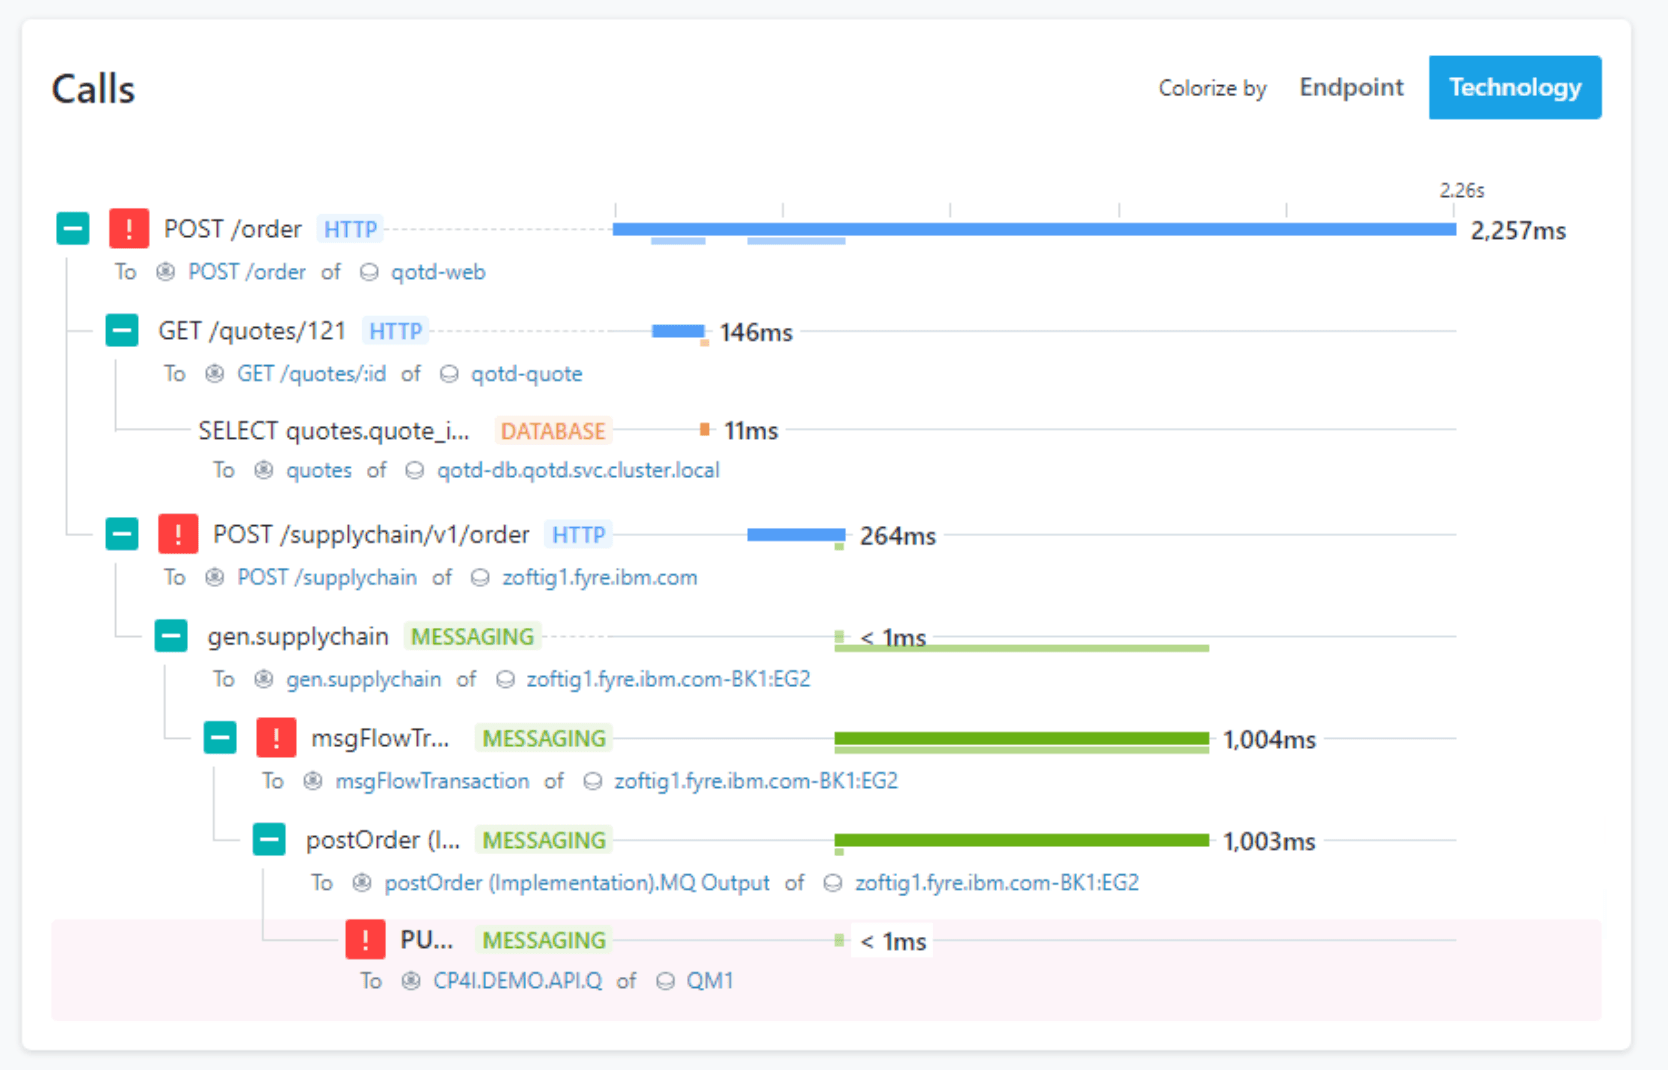 Calls
Colorize by Endpoint Technology
2.26s
! POST /order HTTP 2,257ms
To POST /order of qotd-web
GET /quotes/121 HTTP 146ms
To GET /quotes/:id of qotd-quote
SELECT quotes.quote_i... DATABASE 11ms
To quotes of qotd-db.qotd.svc.cluster.local
! POST /supplychain/v1/order HTTP 264ms
To POST /supplychain of zoftig1.fyre.ibm.com
gen.supplychain MESSAGING < 1ms
To gen.supplychain of zoftig1.fyre.ibm.com-BK1:EG2
! msgFlowTr... MESSAGING 1,004ms
To msgFlowTransaction of zoftig1.fyre.ibm.com-BK1:EG2
postOrder (I... MESSAGING 1,003ms
To postOrder (Implementation).MQ Output of zoftig1.fyre.ibm.com-BK1:EG2
! PU... MESSAGING < 1ms
To CP4I.DEMO.API.Q of QM1